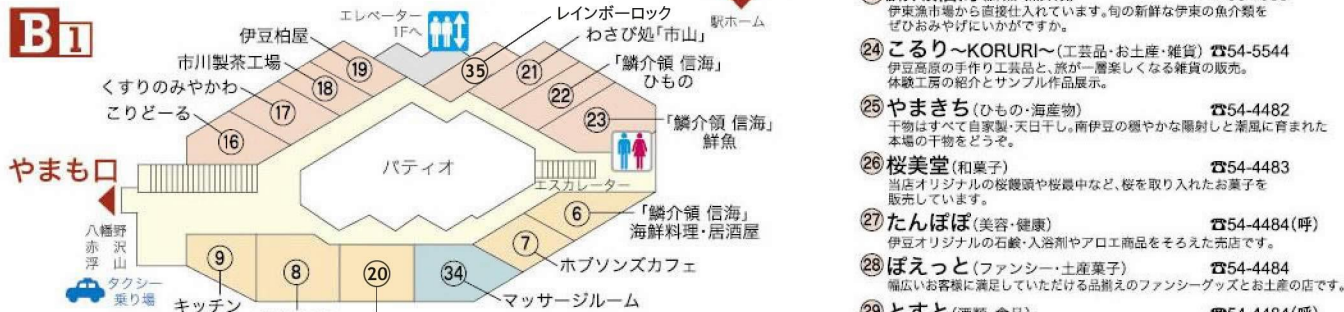 B1
エレベーター
1Fへ
レインボーロック
わさび処「市山」
「鱗介領 信海」
ひもの
「鱗介領 信海」
鮮魚
駅ホーム
伊豆柏屋
市川製茶工場
くすりのみやかわ
こりどーる
19
18
17
16
35
21
22
23
やまも口
パティオ
エスカレーター
八幡野
赤沢
浮山
タクシー
乗り場
9
8
20
34
7
6
「鱗介領 信海」
海鮮料理・居酒屋
ホブソンズカフェ
マッサージルーム
キッチン
伊東漁市場から直接仕入れています。旬の新鮮な伊東の魚介類を
ぜひおみやげにいかがですか。
24 こるり〜KORURI〜(工芸品・お土産・雑貨) ☎54-5544
伊豆高原の手作り工芸品と、旅が一層楽しくなる雑貨の販売。
体験工房の紹介とサンプル作品展示。
25 やまきち(ひもの・海産物) ☎54-4482
干物はすべて自家製・天日干し。南伊豆の穏やかな陽射しと潮風に育まれた
本場の干物をどうぞ。
26 桜美堂(和菓子) ☎54-4483
当店オリジナルの桜饅頭や桜最中など、桜を取り入れたお菓子を
販売しています。
27 たんぽぽ(美容・健康) ☎54-4484(呼)
伊豆オリジナルの石鹸・入浴剤やアロエ商品をそろえた売店です。
28 ぽえっと(ファンシー・土産菓子) ☎54-4484
幅広いお客様に満足していただける品揃えのファンシーグッズとお土産の店です。